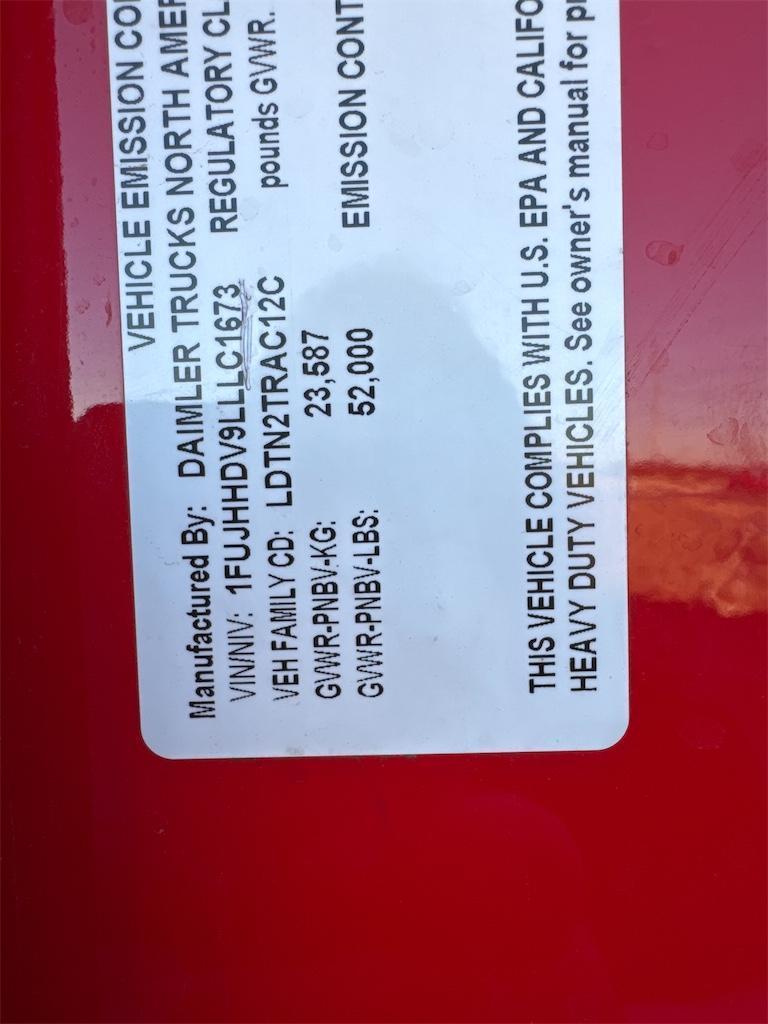 VEHICLE EMISSION CO
Manufactured By: DAIMLER TRUCKS NORTH AMER
VIN/NIV: 1FUJHHDV9LLLC1673 REGULATORY CL
VEH FAMILY CD: LDTN2TRAC12C pounds GVWR.
GVWR-PNBV-KG: 23,587
GVWR-PNBV-LBS: 52,000 EMISSION CONT
THIS VEHICLE COMPLIES WITH U.S. EPA AND CALIFO
HEAVY DUTY VEHICLES. See owner's manual for p